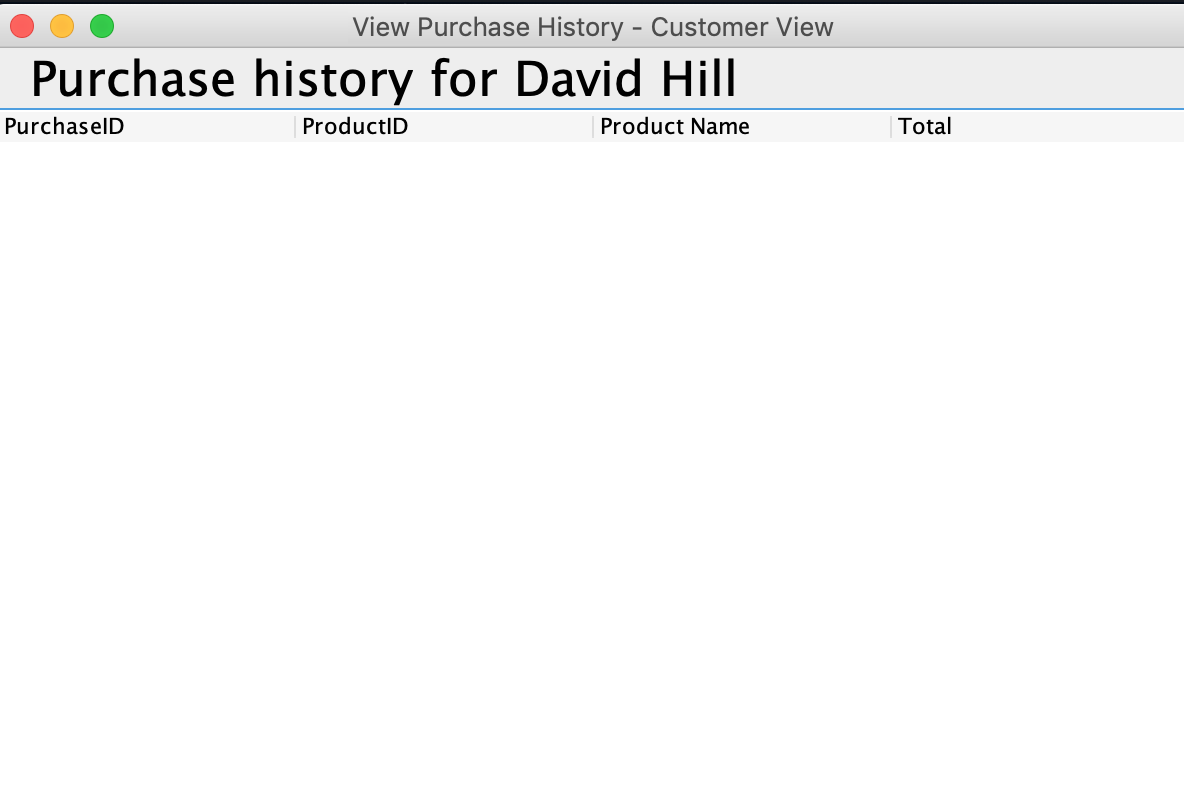 View Purchase History - Customer View
Purchase history for David Hill
PurchaseID ProductID Product Name Total